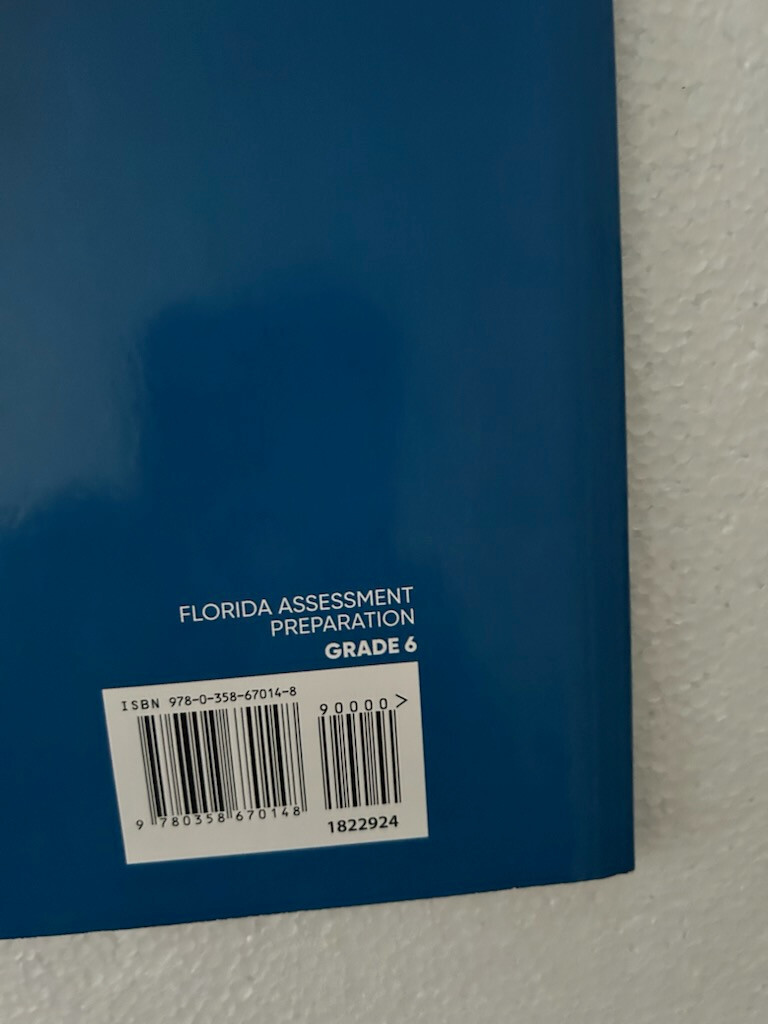 FLORIDA ASSESSMENT
PREPARATION
GRADE 6
ISBN 978-0-358-67014-8
90000>
9 780358 670148
1822924